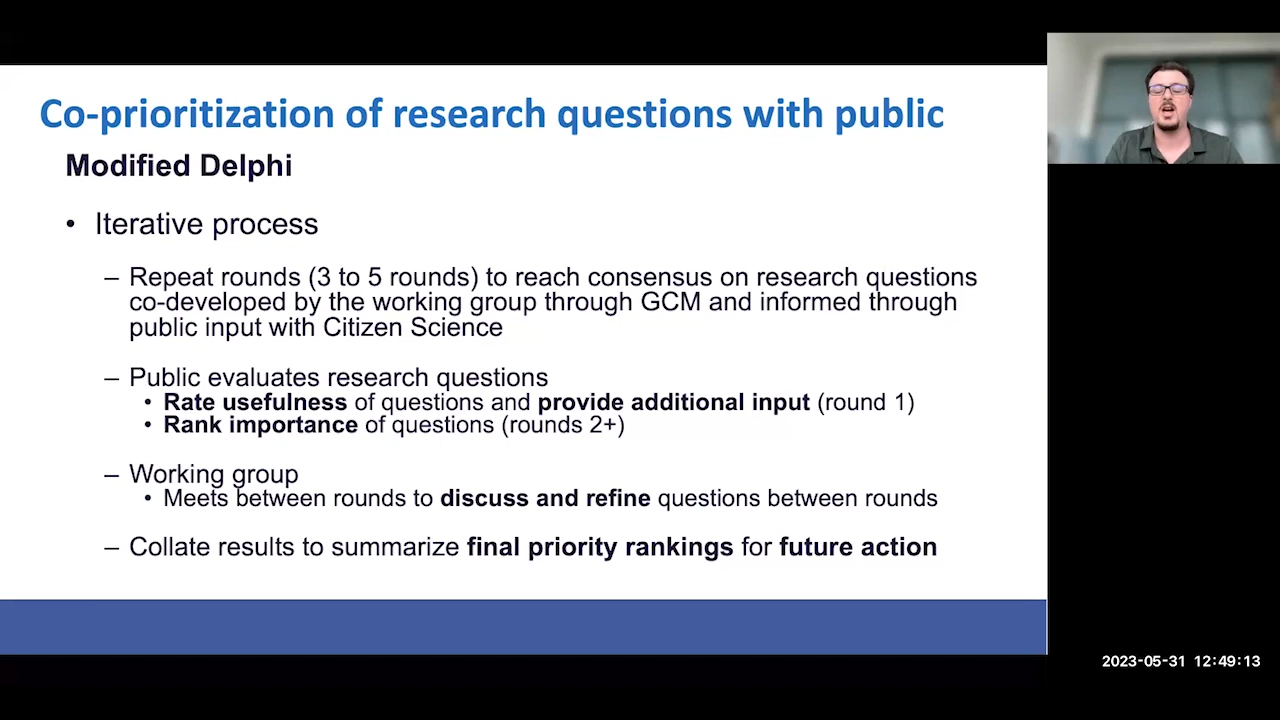 Co-prioritization of research questions with public
Modified Delphi
• Iterative process
– Repeat rounds (3 to 5 rounds) to reach consensus on research questions
co-developed by the working group through GCM and informed through
public input with Citizen Science
– Public evaluates research questions
• Rate usefulness of questions and provide additional input (round 1)
• Rank importance of questions (rounds 2+)
– Working group
• Meets between rounds to discuss and refine questions between rounds
– Collate results to summarize final priority rankings for future action
2023-05-31 12:49:13